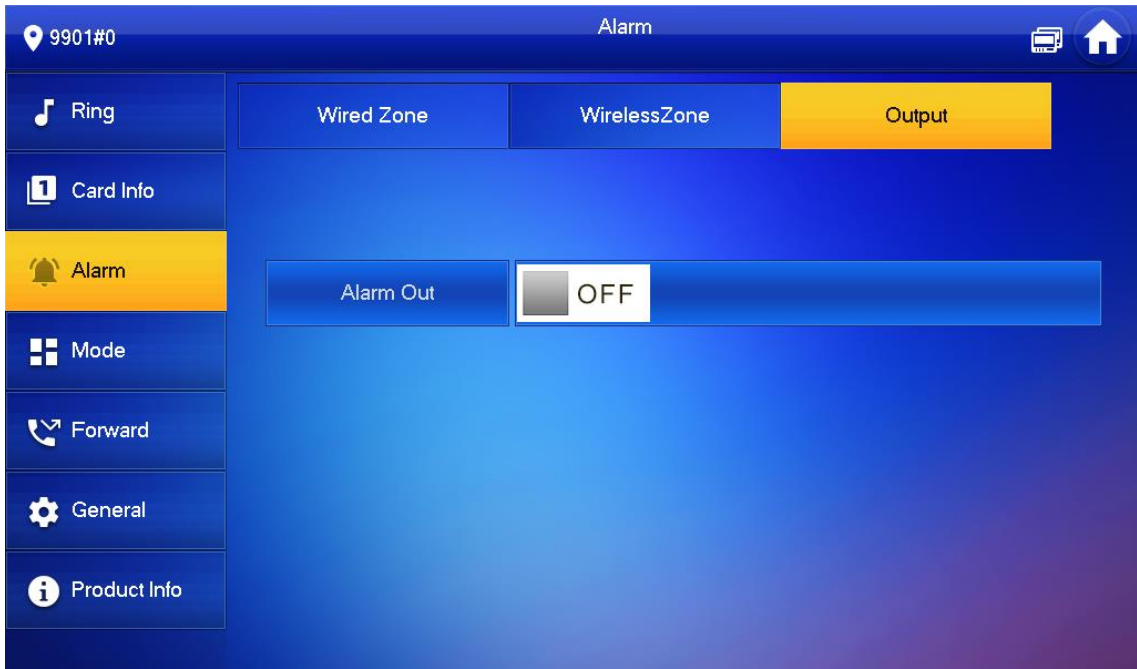 9901#0
Alarm
Ring
Wired Zone
WirelessZone
Output
1
Card Info
Alarm
Alarm Out
OFF
Mode
Forward
General
i
Product Info